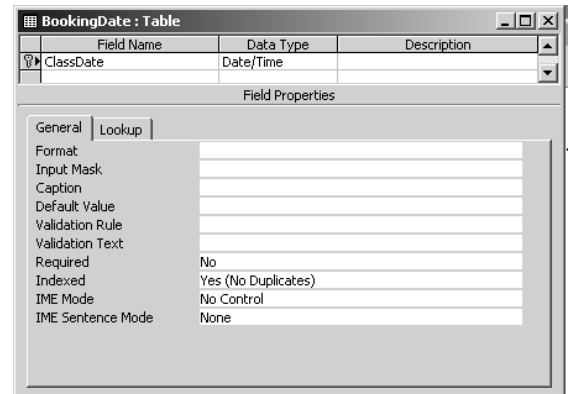 BookingDate : Table
Field Name Data Type Description
ClassDate Date/Time
Field Properties
General Lookup
Format
Input Mask
Caption
Default Value
Validation Rule
Validation Text
Required No
Indexed Yes (No Duplicates)
IME Mode No Control
IME Sentence Mode None